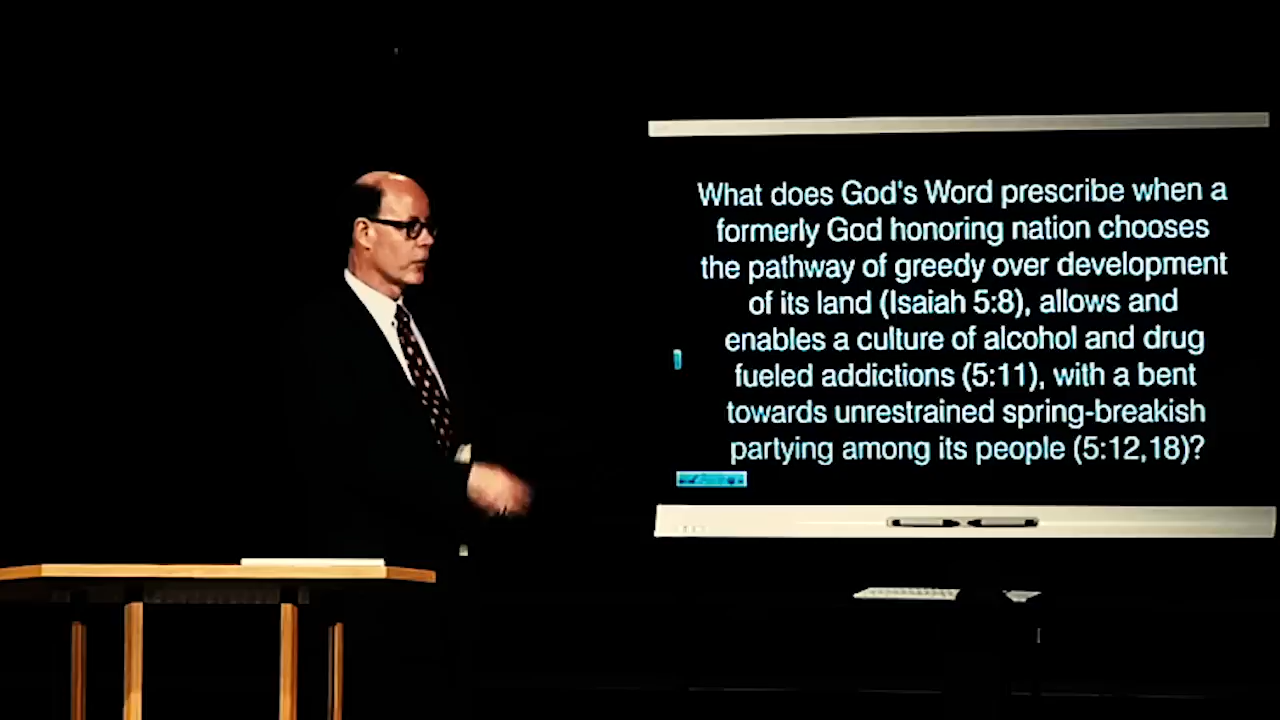 What does God's Word prescribe when a
formerly God honoring nation chooses
the pathway of greedy over development
of its land (Isaiah 5:8), allows and
enables a culture of alcohol and drug
fueled addictions (5:11), with a bent
towards unrestrained spring-breakish
partying among its people (5:12,18)?